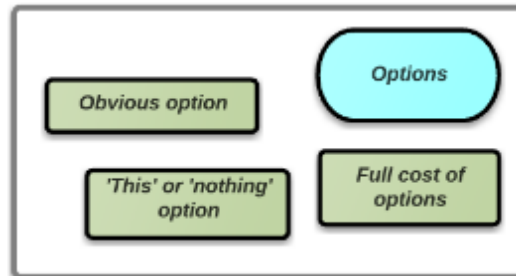 Options
Obvious option
'This' or 'nothing'
option
Full cost of
options